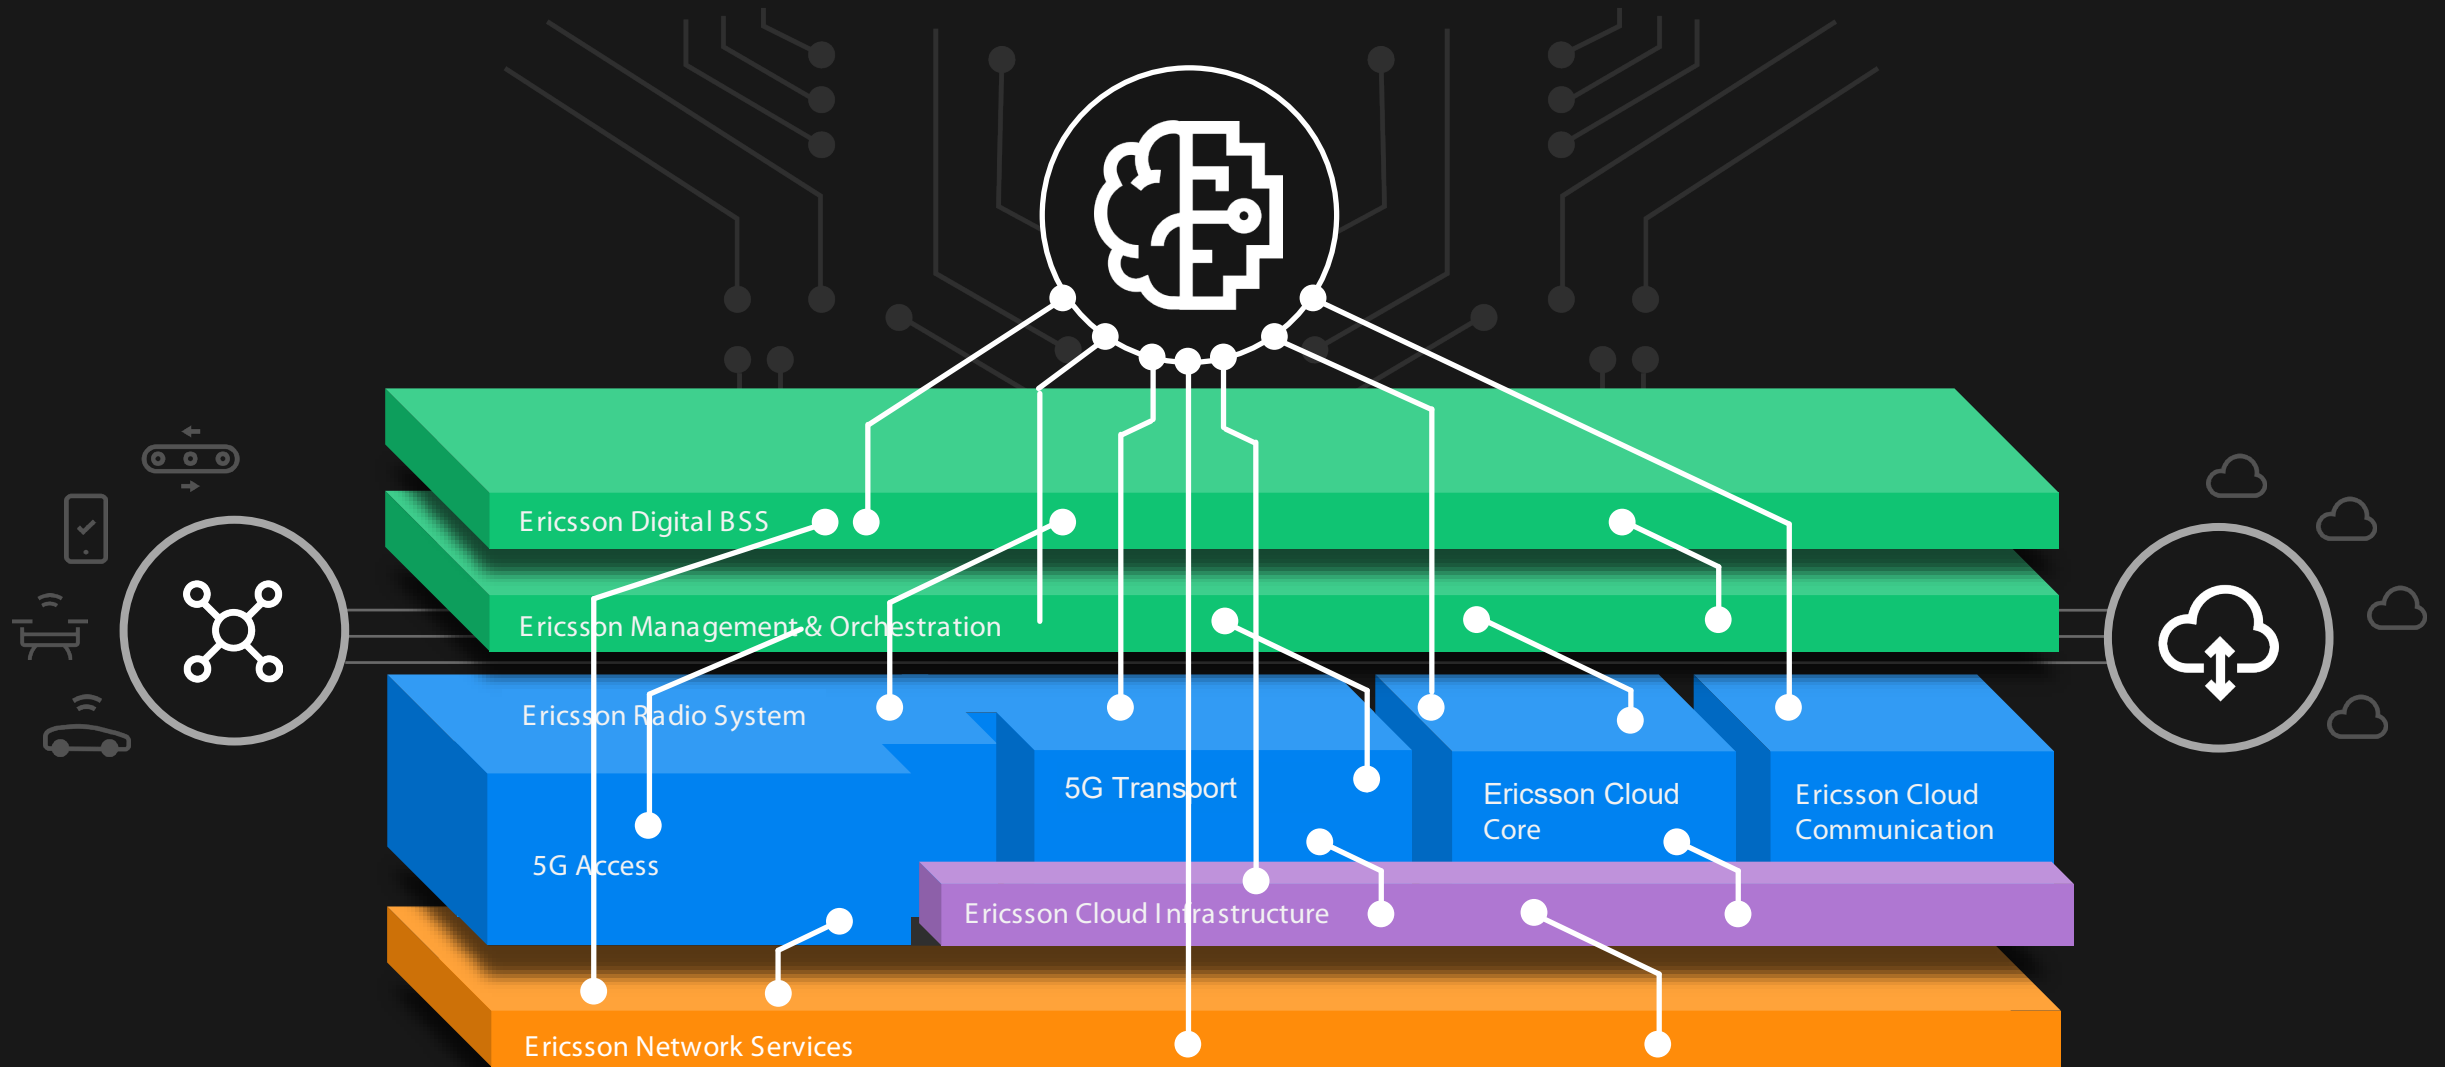 Ericsson Digital BSS
Ericsson Management & Orchestration
Ericsson Radio System
5G Transport
Ericsson Cloud
Core
Ericsson Cloud
Communication
5G Access
Ericsson Cloud Infrastructure
Ericsson Network Services